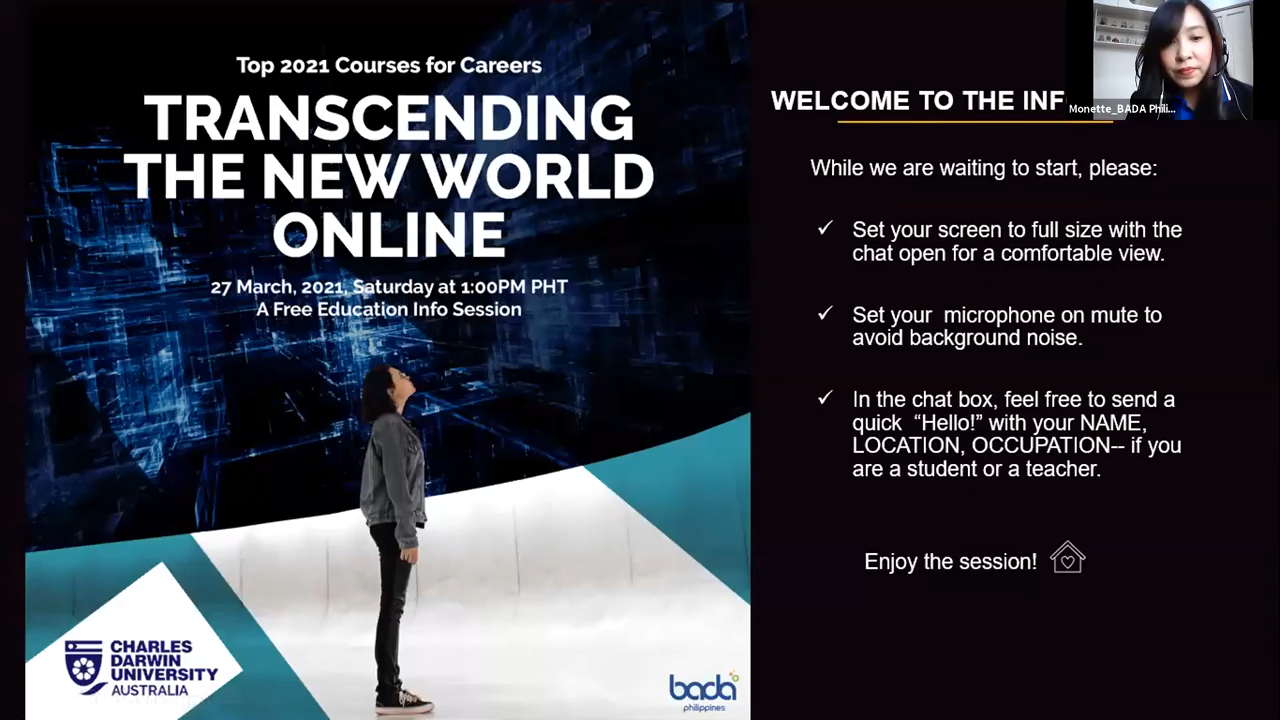 Top 2021 Courses for Careers
TRANSCENDING
THE NEW WORLD
ONLINE
27 March, 2021, Saturday at 1:00PM PHT
A Free Education Info Session
CHARLES
DARWIN
UNIVERSITY
AUSTRALIA
bada
philippines
WELCOME TO THE INF
Monette_BADA Phili...
While we are waiting to start, please:
✓ Set your screen to full size with the
chat open for a comfortable view.
✓ Set your microphone on mute to
avoid background noise.
✓ In the chat box, feel free to send a
quick “Hello!” with your NAME,
LOCATION, OCCUPATION-- if you
are a student or a teacher.
Enjoy the session!